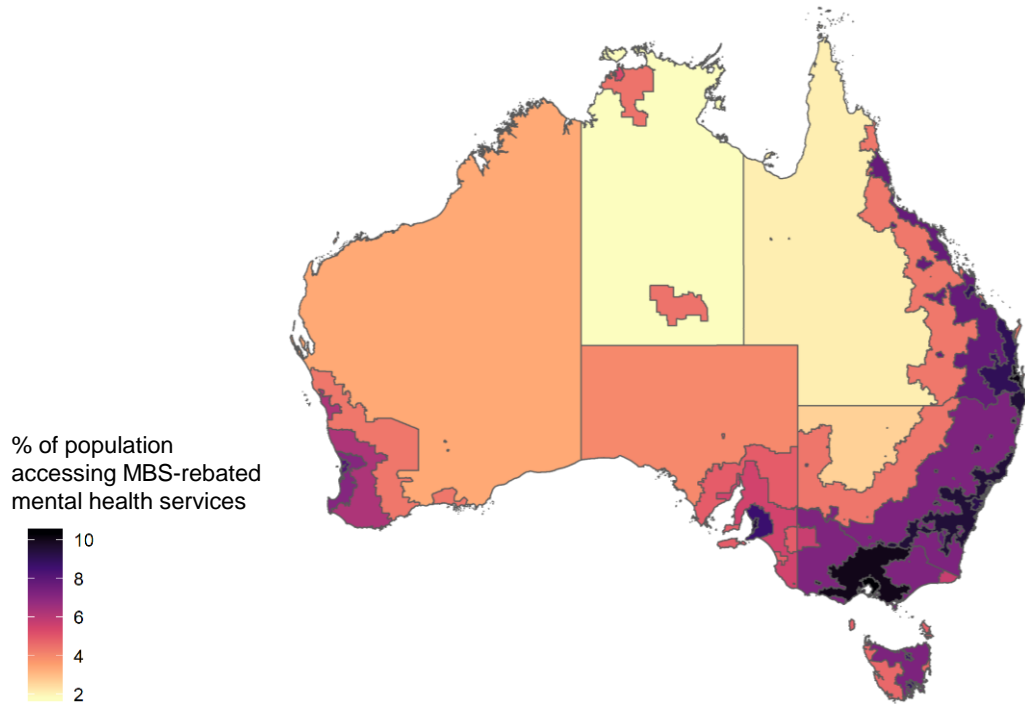 % of population
accessing MBS-rebated
mental health services
10
8
6
4
2